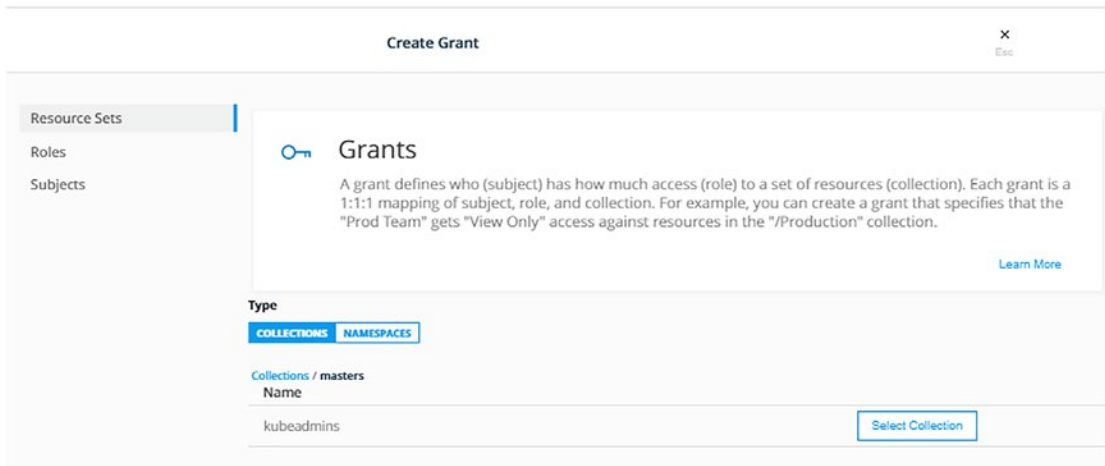 Create Grant
×
Esc
Resource Sets
Roles
Subjects
Grants
A grant defines who (subject) has how much access (role) to a set of resources (collection). Each grant is a
1:1:1 mapping of subject, role, and collection. For example, you can create a grant that specifies that the
"Prod Team" gets "View Only" access against resources in the "/Production" collection.
Learn More
Type
COLLECTIONS NAMESPACES
Collections / masters
Name
kubeadmins Select Collection